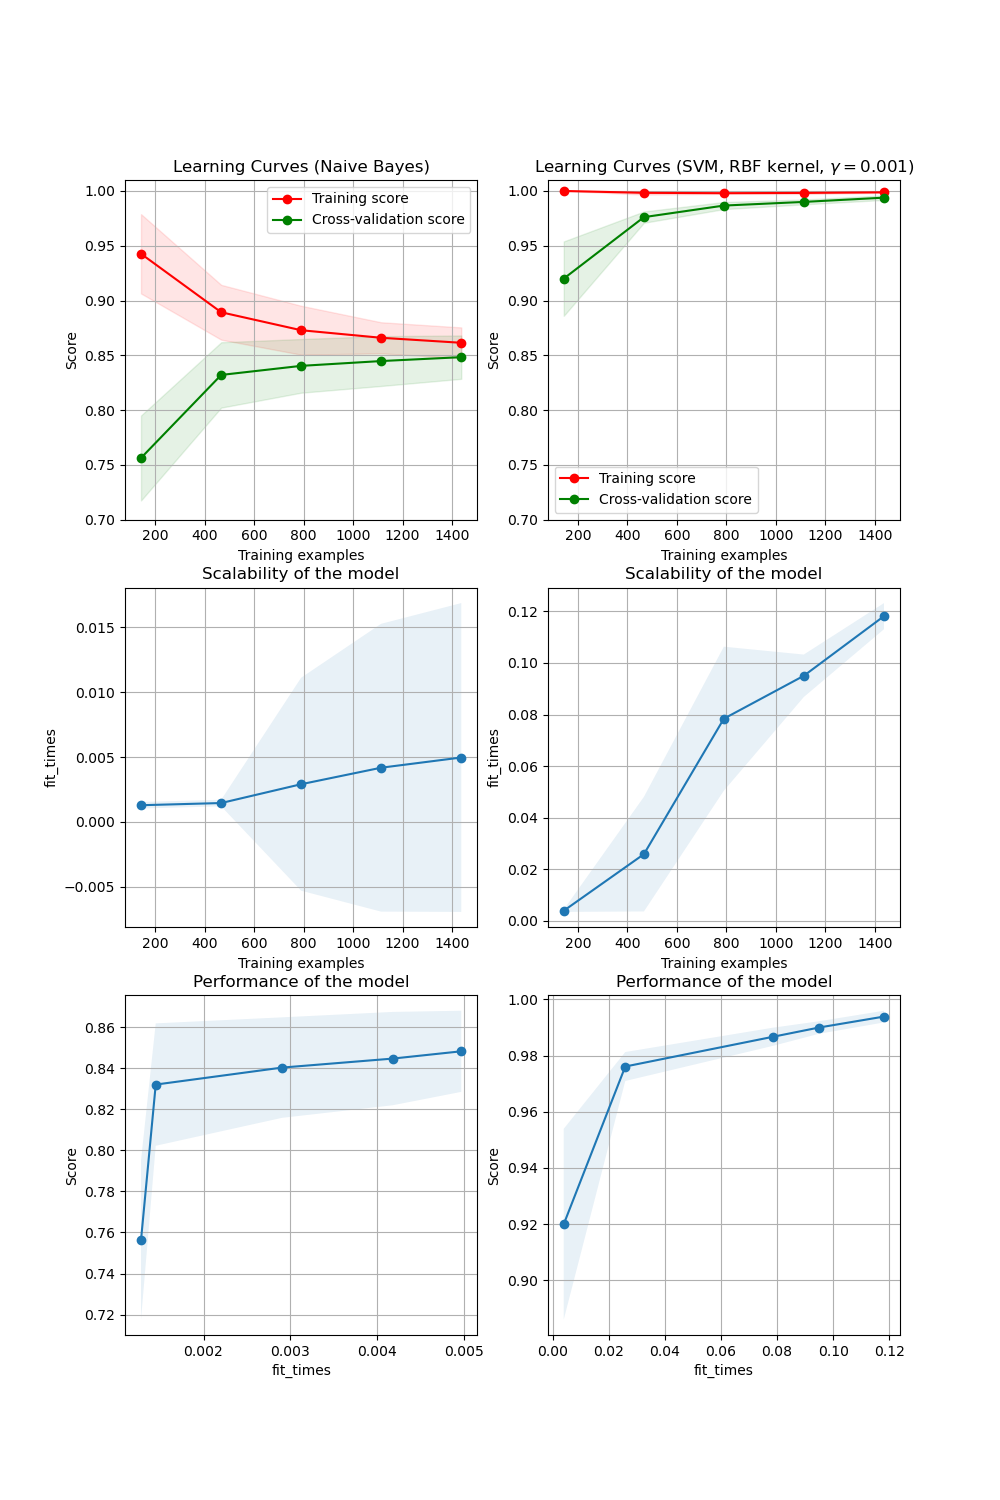 Learning Curves (Naive Bayes)
1.00
0.95
0.90
0.85
0.80
0.75
0.70
Score
Training score
Cross-validation score
200 400 600 800 1000 1200 1400
Training examples
Learning Curves (SVM, RBF kernel, γ = 0.001)
1.00
0.95
0.90
0.85
0.80
0.75
0.70
Score
Training score
Cross-validation score
200 400 600 800 1000 1200 1400
Training examples
Scalability of the model
0.015
0.010
0.005
0.000
−0.005
fit_times
200 400 600 800 1000 1200 1400
Training examples
Scalability of the model
0.12
0.10
0.08
0.06
0.04
0.02
0.00
fit_times
200 400 600 800 1000 1200 1400
Training examples
Performance of the model
0.86
0.84
0.82
0.80
0.78
0.76
0.74
0.72
Score
0.002 0.003 0.004 0.005
fit_times
Performance of the model
1.00
0.98
0.96
0.94
0.92
0.90
Score
0.00 0.02 0.04 0.06 0.08 0.10 0.12
fit_times